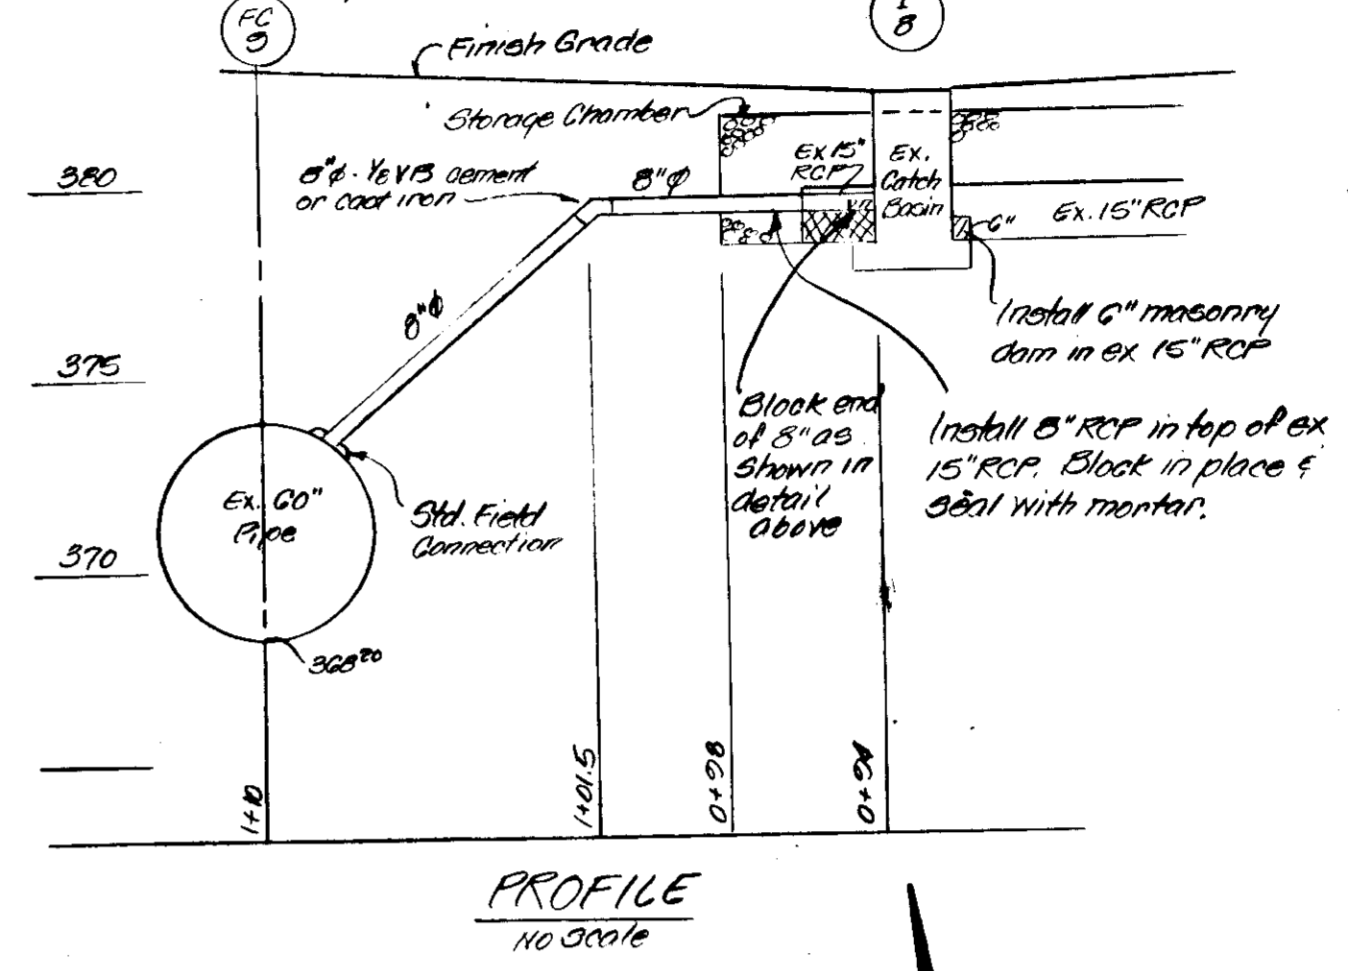 FC
9
8
Finish Grade
Storage Chamber
8"⌀ - 1/8 VB cement
or cast iron
8"⌀
Ex 15"
RCP
Ex.
Catch
Basin
6"
Ex. 15" RCP
380
8"⌀
Install 6" masonry
dam in ex 15" RCP
375
Block end
of 8" as
shown in
detail
above
Install 8" RCP in top of ex
15" RCP. Block in place &
seal with mortar.
Ex. 60"
Pipe
Std. Field
Connection
370
368.20
1+10
1+01.5
0+98
0+94
PROFILE
No Scale